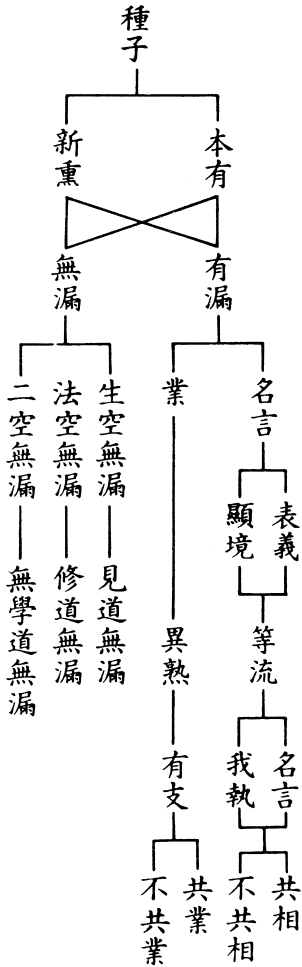 種子
本有
新熏
有漏
無漏
名言
業
生空無漏
法空無漏
二空無漏
表義
顯境
見道無漏
修道無漏
無學道無漏
等流
異熟
名言
我執
有支
共相
不共相
共業
不共業